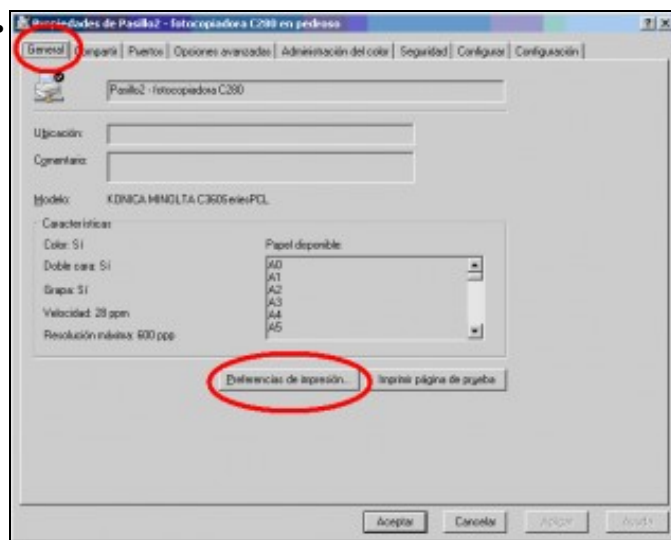 Propiedades de Pasillo2 - fotocopiadora C280 en pedroso
General Compartir Puertos Opciones avanzadas Administración del color Seguridad Configurar Configuración
Pasillo2 - fotocopiadora C280
Ubicación:
Comentario:
Modelo: KONICA MINOLTA C360SeriesPCL
Características
Color: Sí Papel disponible:
Doble cara: Sí
Grapa: Sí
Velocidad: 28 ppm
Resolución máxima: 600 ppp
A0
A1
A2
A3
A4
A5
Preferencias de impresión... Imprimir página de prueba
Aceptar Cancelar Aplicar Ayuda